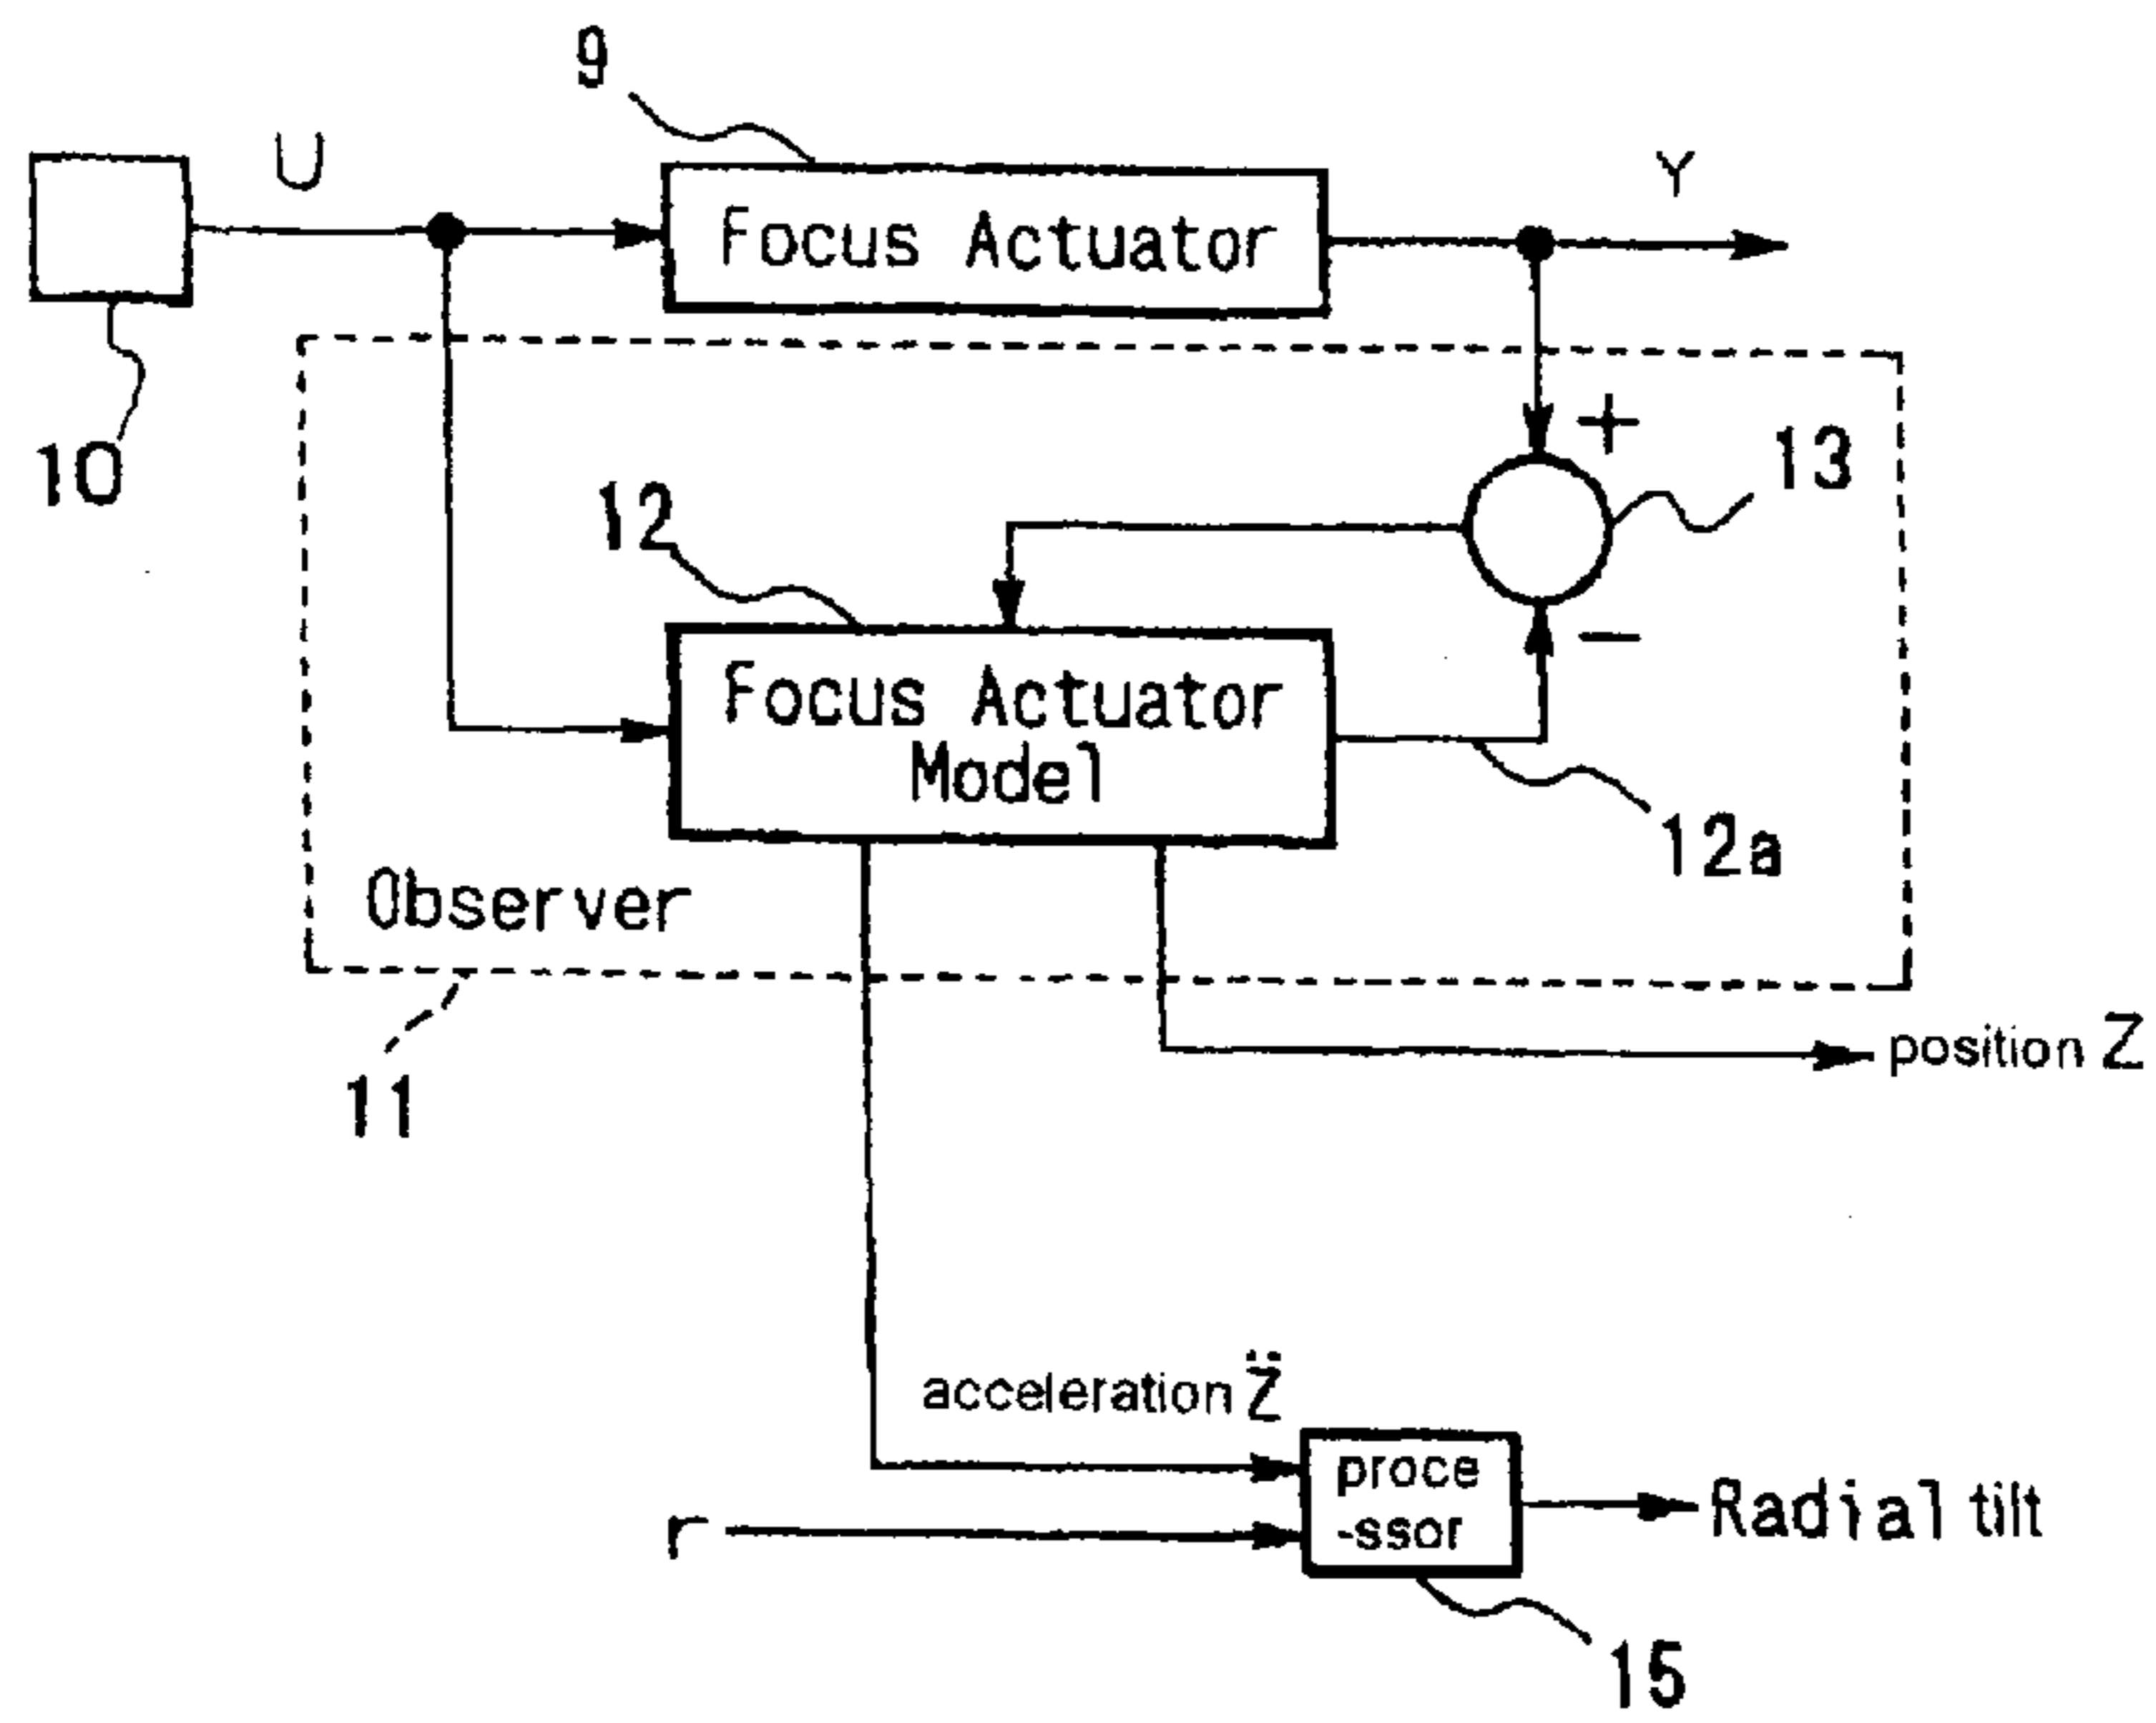 9
U
Y
Focus Actuator
10
+
13
12
−
Focus Actuator
Model
12a
Observer
11
position Z
acceleration Z̈
proce
-ssor
r
Radial tilt
15